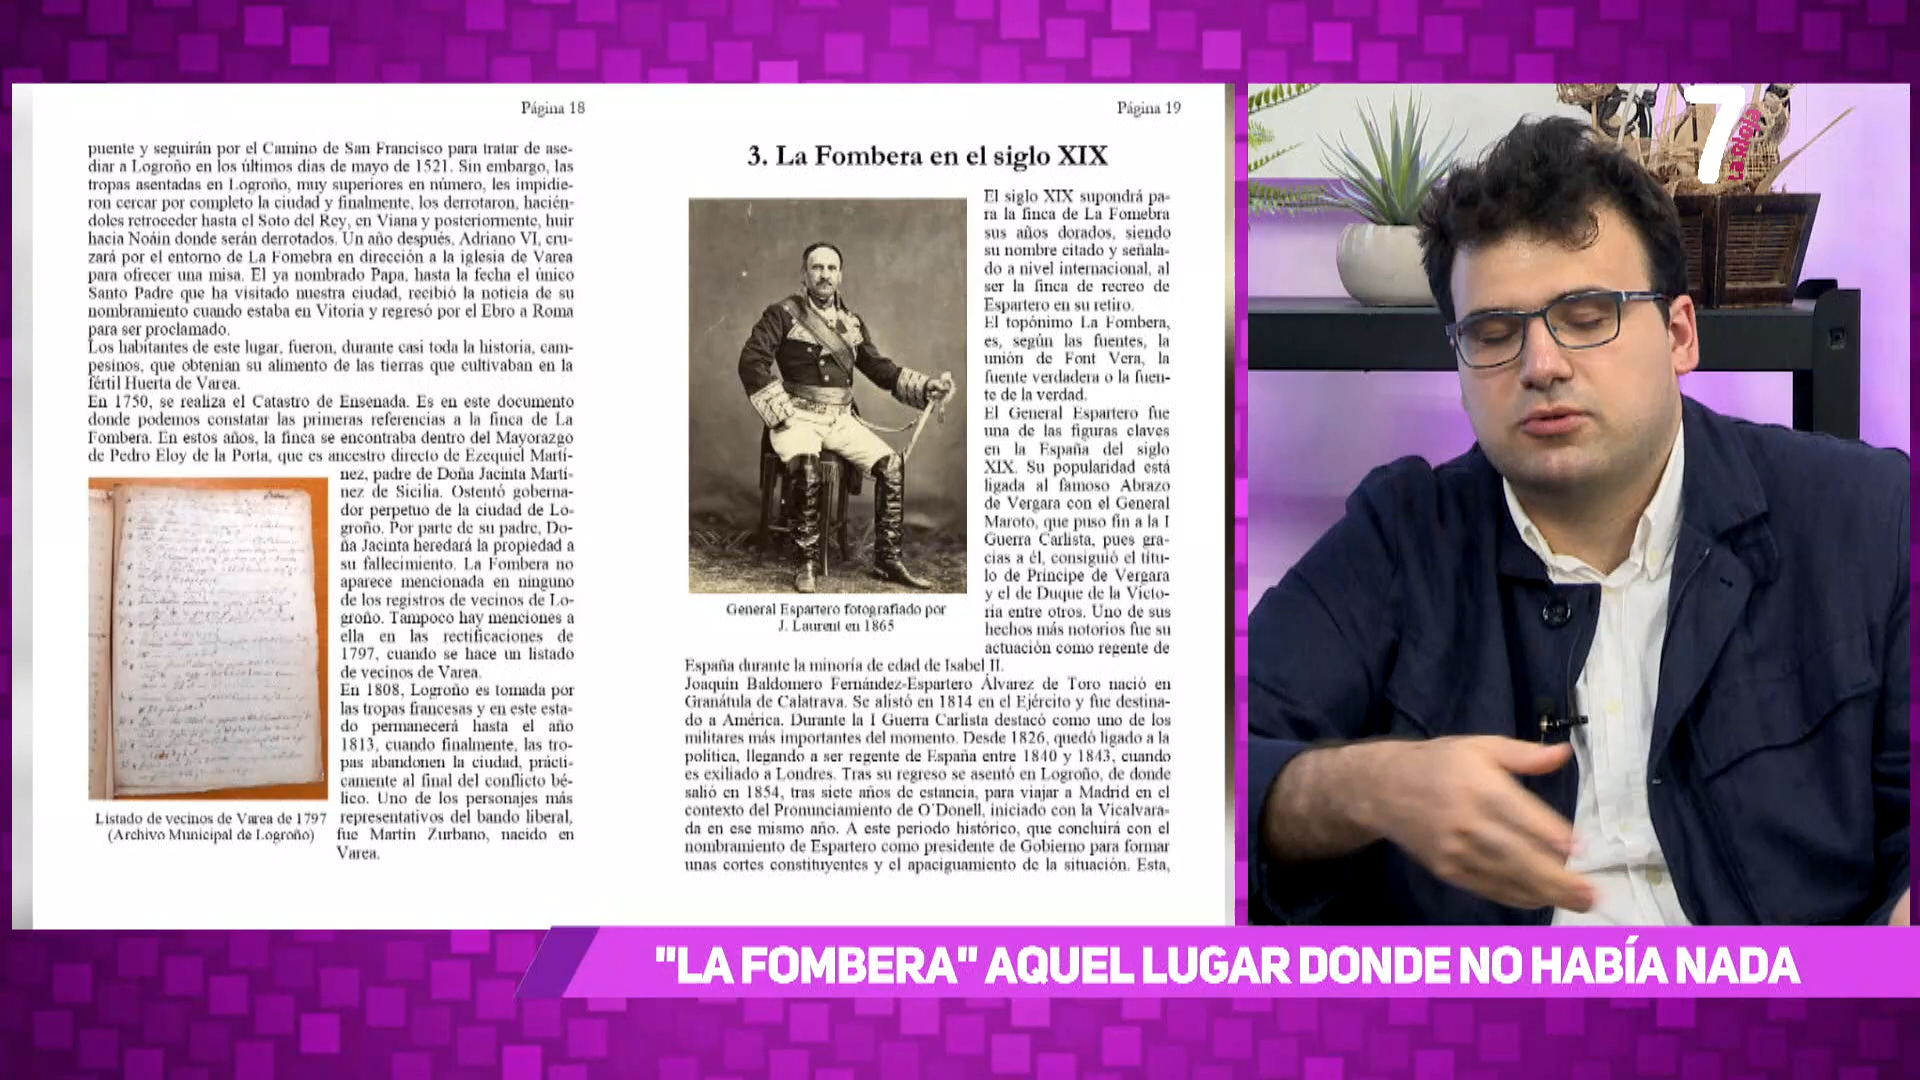 Página 18
puente y seguirán por el Camino de San Francisco para tratar de ase-
diar a Logroño en los últimos días de mayo de 1521. Sin embargo, las
tropas asentadas en Logroño, muy superiores en número, les impidie-
ron cercar por completo la ciudad y finalmente, los derrotaron, hacién-
doles retroceder hasta el Soto del Rey, en Viana y posteriormente, huir
hacia Noáin donde serán derrotados. Un año después, Adriano VI, cru-
zará por el entorno de La Fomebra en dirección a la iglesia de Varea
para ofrecer una misa. El ya nombrado Papa, hasta la fecha el único
Santo Padre que ha visitado nuestra ciudad, recibió la noticia de su
nombramiento cuando estaba en Vitoria y regresó por el Ebro a Roma
para ser proclamado.
Los habitantes de este lugar, fueron, durante casi toda la historia, cam-
pesinos, que obtenían su alimento de las tierras que cultivaban en la
fértil Huerta de Varea.
En 1750, se realiza el Catastro de Ensenada. Es en este documento
donde podemos constatar las primeras referencias a la finca de La
Fombera. En estos años, la finca se encontraba dentro del Mayorazgo
de Pedro Eloy de la Porta, que es ancestro directo de Ezequiel Martí-
nez, padre de Doña Jacinta Martí-
nez de Sicilia. Ostentó goberna-
dor perpetuo de la ciudad de Lo-
groño. Por parte de su padre, Do-
ña Jacinta heredará la propiedad a
su fallecimiento. La Fombera no
aparece mencionada en ninguno
de los registros de vecinos de Lo-
groño. Tampoco hay menciones a
ella en las rectificaciones de
1797, cuando se hace un listado
de vecinos de Varea.
En 1808, Logroño es tomada por
las tropas francesas y en este esta-
do permanecerá hasta el año
1813, cuando finalmente, las tro-
pas abandonen la ciudad, prácti-
camente al final del conflicto bé-
lico. Uno de los personajes más
representativos del bando liberal,
fue Martín Zurbano, nacido en
Varea.
Listado de vecinos de Varea de 1797
(Archivo Municipal de Logroño)
Página 19
3. La Fombera en el siglo XIX
El siglo XIX supondrá pa-
ra la finca de La Fomebra
sus años dorados, siendo
su nombre citado y señala-
do a nivel internacional, al
ser la finca de recreo de
Espartero en su retiro.
El topónimo La Fombera,
es, según las fuentes, la
unión de Font Vera, la
fuente verdadera o la fuen-
te de la verdad.
El General Espartero fue
una de las figuras claves
en la España del siglo
XIX. Su popularidad está
ligada al famoso Abrazo
de Vergara con el General
Maroto, que puso fin a la I
Guerra Carlista, pues gra-
cias a él, consiguió el títu-
lo de Príncipe de Vergara
y el de Duque de la Victo-
ria entre otros. Uno de sus
hechos más notorios fue su
actuación como regente de
General Espartero fotografiado por
J. Laurent en 1865
España durante la minoría de edad de Isabel II.
Joaquín Baldomero Fernández-Espartero Álvarez de Toro nació en
Granátula de Calatrava. Se alistó en 1814 en el Ejército y fue destina-
do a América. Durante la I Guerra Carlista destacó como uno de los
militares más importantes del momento. Desde 1826, quedó ligado a la
política, llegando a ser regente de España entre 1840 y 1843, cuando
es exiliado a Londres. Tras su regreso se asentó en Logroño, de donde
salió en 1854, tras siete años de estancia, para viajar a Madrid en el
contexto del Pronunciamiento de O'Donell, iniciado con la Vicalvara-
da en ese mismo año. A este periodo histórico, que concluirá con el
nombramiento de Espartero como presidente de Gobierno para formar
unas cortes constituyentes y el apaciguamiento de la situación. Esta,
7
LA RIOJA
"LA FOMBERA" AQUEL LUGAR DONDE NO HABÍA NADA